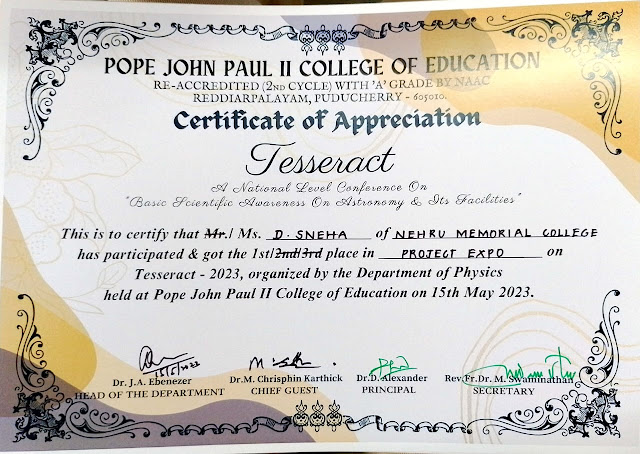 POPE JOHN PAUL II COLLEGE OF EDUCATION
RE-ACCREDITED (2ND CYCLE) WITH 'A' GRADE BY NAAC
REDDIARPALAYAM, PUDUCHERRY - 605010.
Certificate of Appreciation
Tesseract
A National Level Conference On
"Basic Scientific Awareness On Astronomy & Its Facilities"
This is to certify that Mr./ Ms. D. SNEHA of NEHRU MEMORIAL COLLEGE
has participated & got the 1st/2nd/3rd place in PROJECT EXPO on
Tesseract - 2023, organized by the Department of Physics
held at Pope John Paul II College of Education on 15th May 2023.
Dr. J.A. Ebenezer
HEAD OF THE DEPARTMENT
Dr.M. Chrisphin Karthick
CHIEF GUEST
Dr.D. Alexander
PRINCIPAL
Rev.Fr.Dr. M. Swaminathan
SECRETARY